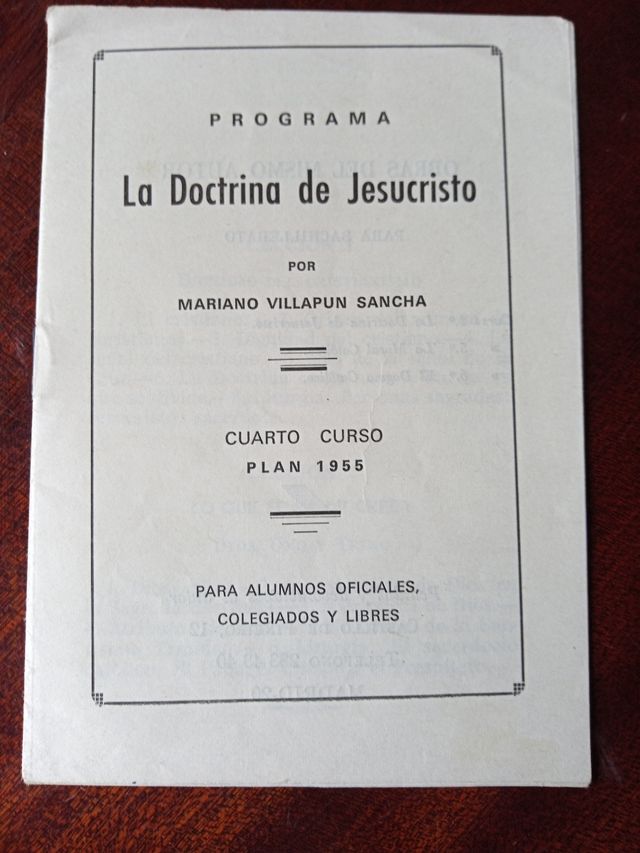 PROGRAMA
La Doctrina de Jesucristo
POR
MARIANO VILLAPUN SANCHA
CUARTO CURSO
PLAN 1955
PARA ALUMNOS OFICIALES,
COLEGIADOS Y LIBRES